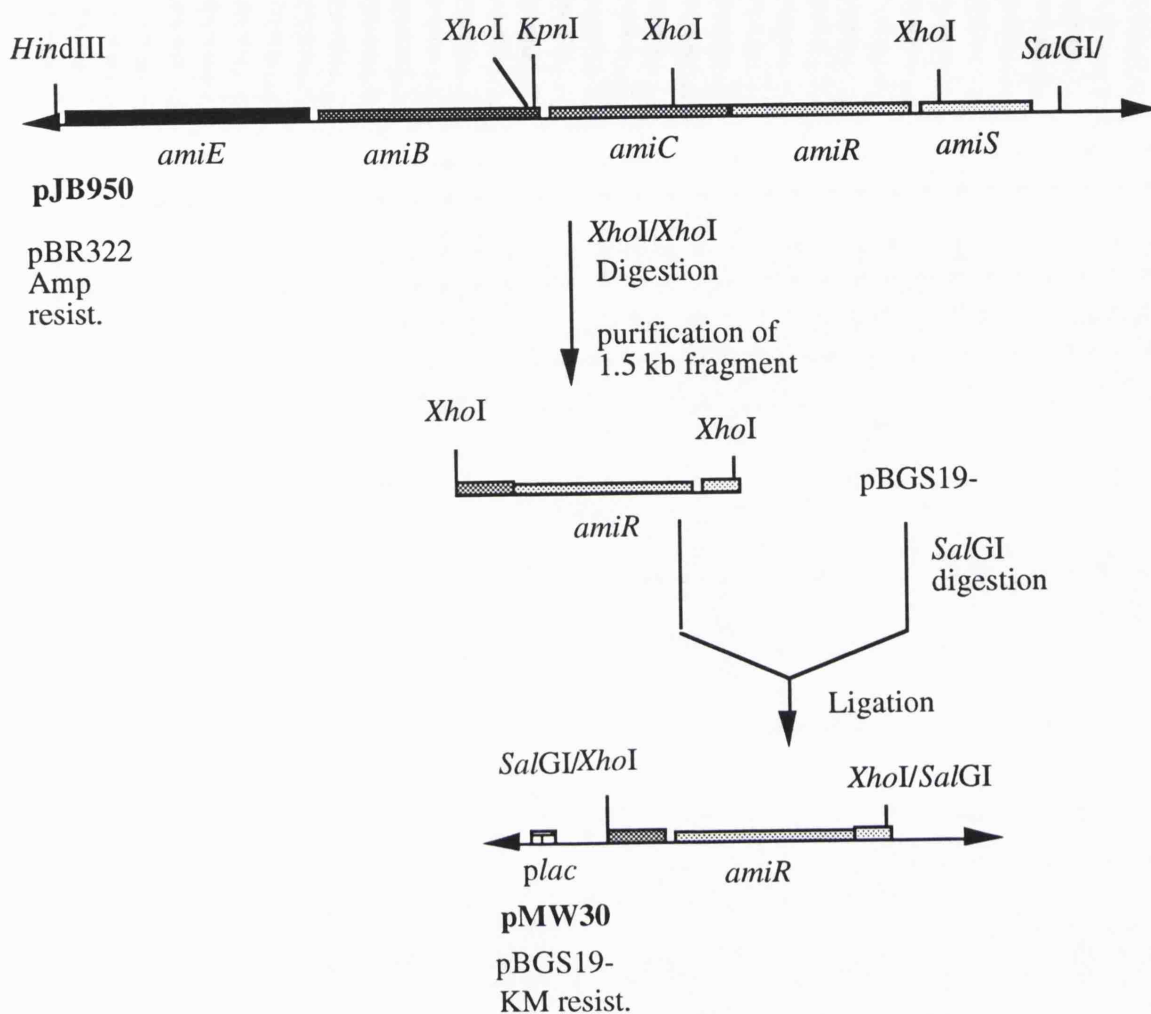 HindIII
XhoI KpnI
XhoI
XhoI
SalGI/
amiE
amiB
amiC
amiR
amiS
pJB950
pBR322
Amp
resist.
XhoI/XhoI
Digestion
purification of
1.5 kb fragment
XhoI
XhoI
amiR
pBGS19-
SalGI
digestion
Ligation
SalGI/XhoI
XhoI/SalGI
plac
amiR
pMW30
pBGS19-
KM resist.